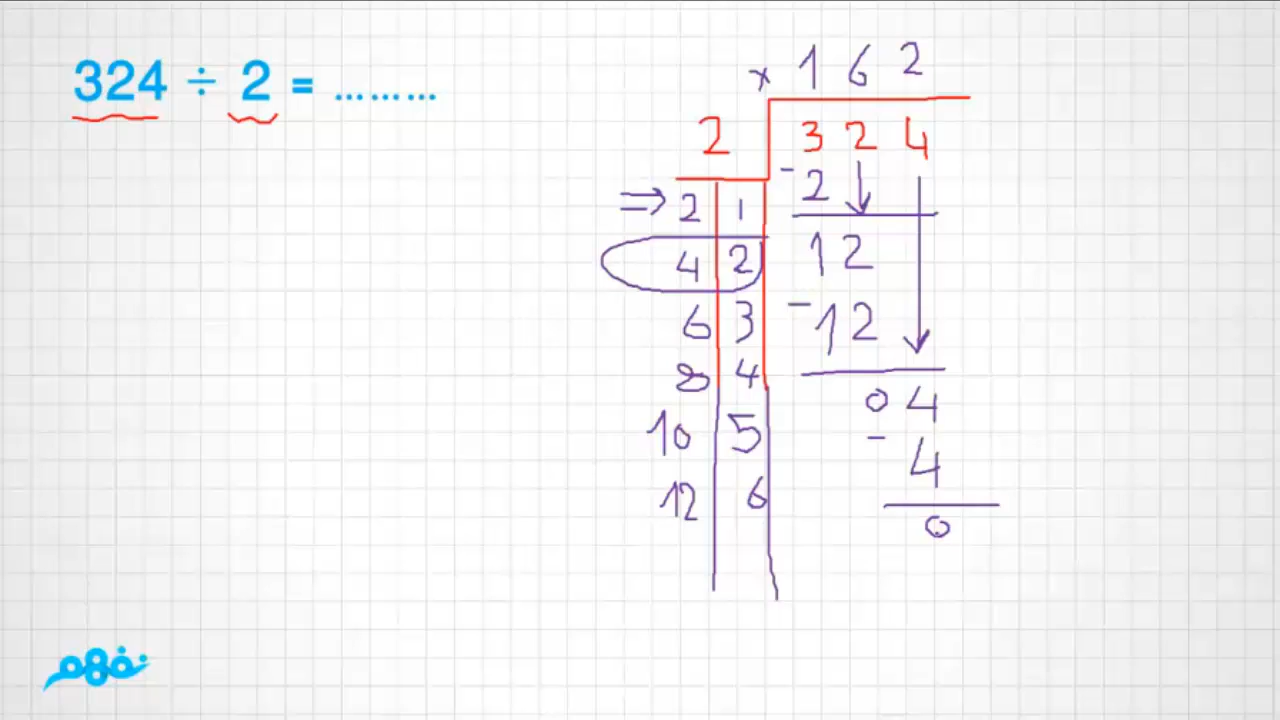 324 ÷ 2 = .........
× 1 6 2
2 3 2 4
- 2
⇒ 2 1
4 2
1 2
6 3
- 1 2
8 4
0 4
10 5
- 4
12 6
0
نفهم